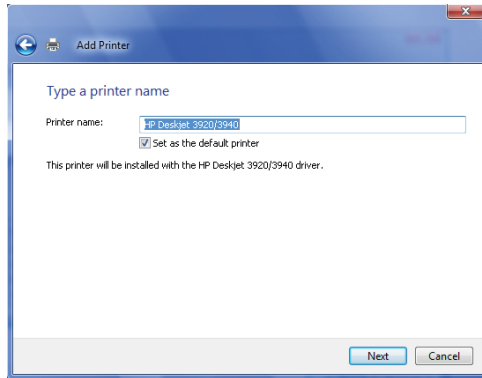 Add Printer
Type a printer name
Printer name: HP Deskjet 3920/3940
Set as the default printer
This printer will be installed with the HP Deskjet 3920/3940 driver.
Next Cancel